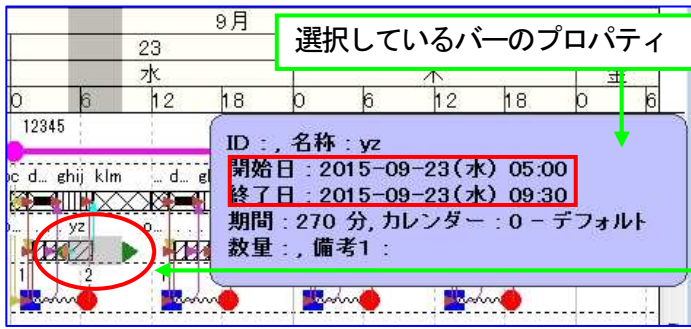 9月
選択しているバーのプロパティ
23
水
木
金
0 6 12 18 0 6 12 18 0 6
12345
ID : , 名称 : yz
開始日 : 2015-09-23(水) 05:00
終了日 : 2015-09-23(水) 09:30
期間 : 270 分, カレンダー : 0 - デフォルト
数量 : , 備考1 :
d... ghij klm ... d...
yz o...
1 2 1